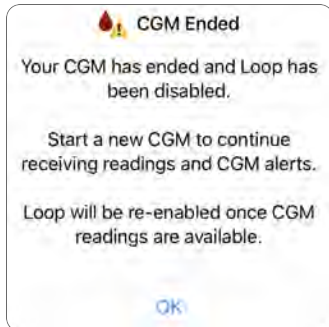 CGM Ended
Your CGM has ended and Loop has
been disabled.
Start a new CGM to continue
receiving readings and CGM alerts.
Loop will be re-enabled once CGM
readings are available.
OK